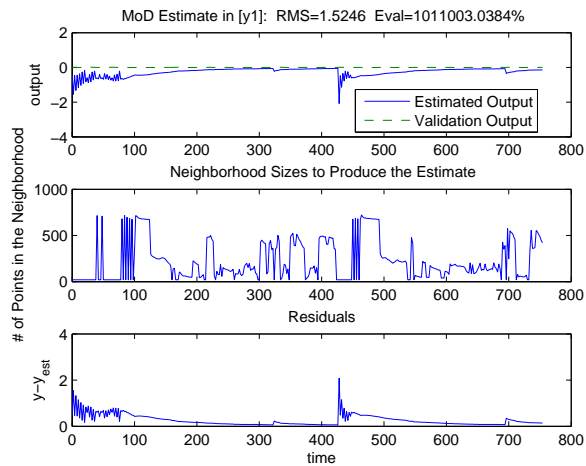 MoD Estimate in [y1]: RMS=1.5246 Eval=1011003.0384%
2
0
-2
-4
output
0 100 200 300 400 500 600 700 800
Estimated Output
Validation Output
Neighborhood Sizes to Produce the Estimate
1000
500
0
# of Points in the Neighborhood
0 100 200 300 400 500 600 700 800
Residuals
4
2
0
y-y_est
0 100 200 300 400 500 600 700 800
time